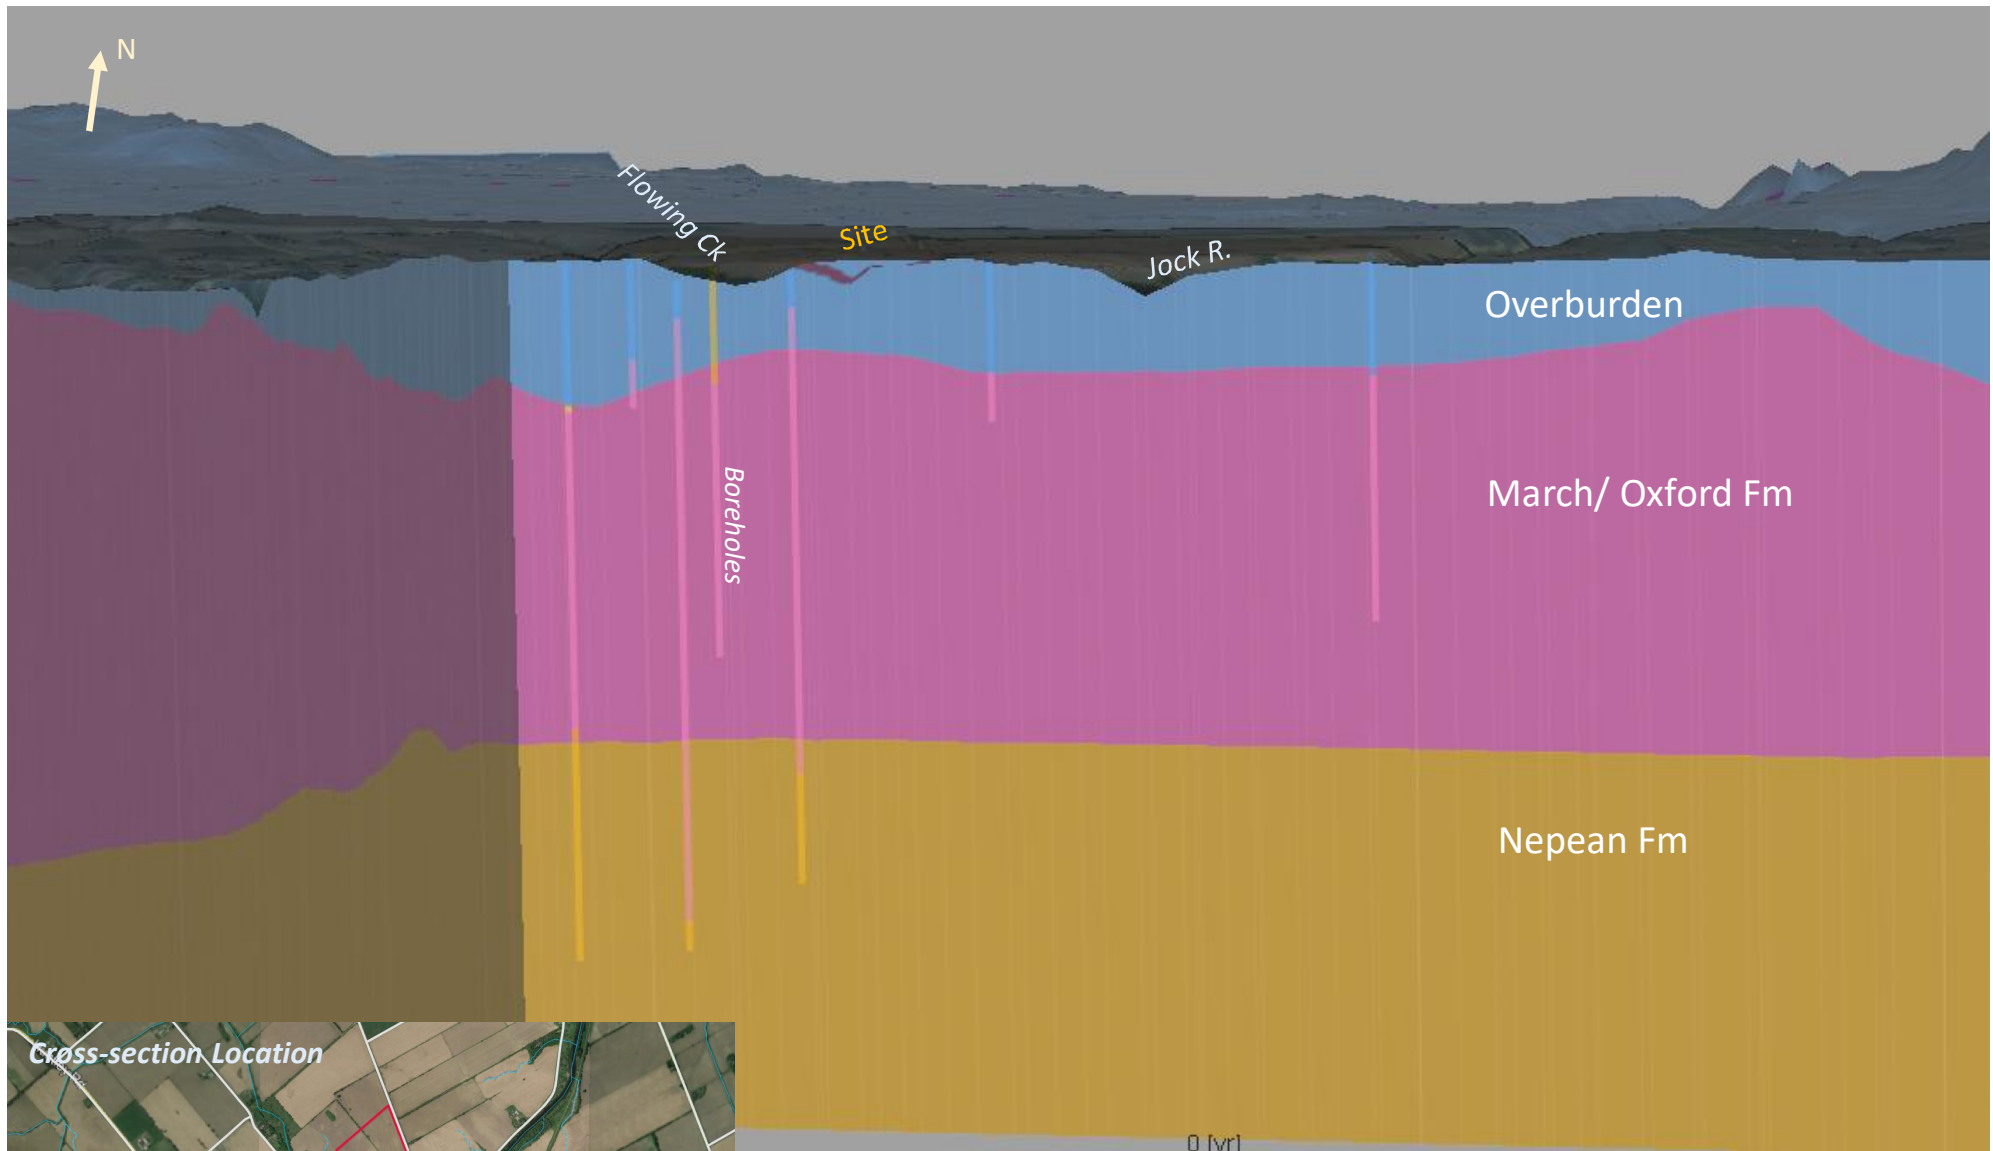 N
Flowing Ck
Site
Jock R.
Overburden
March/ Oxford Fm
Boreholes
Nepean Fm
Cross-section Location
0 [yr]